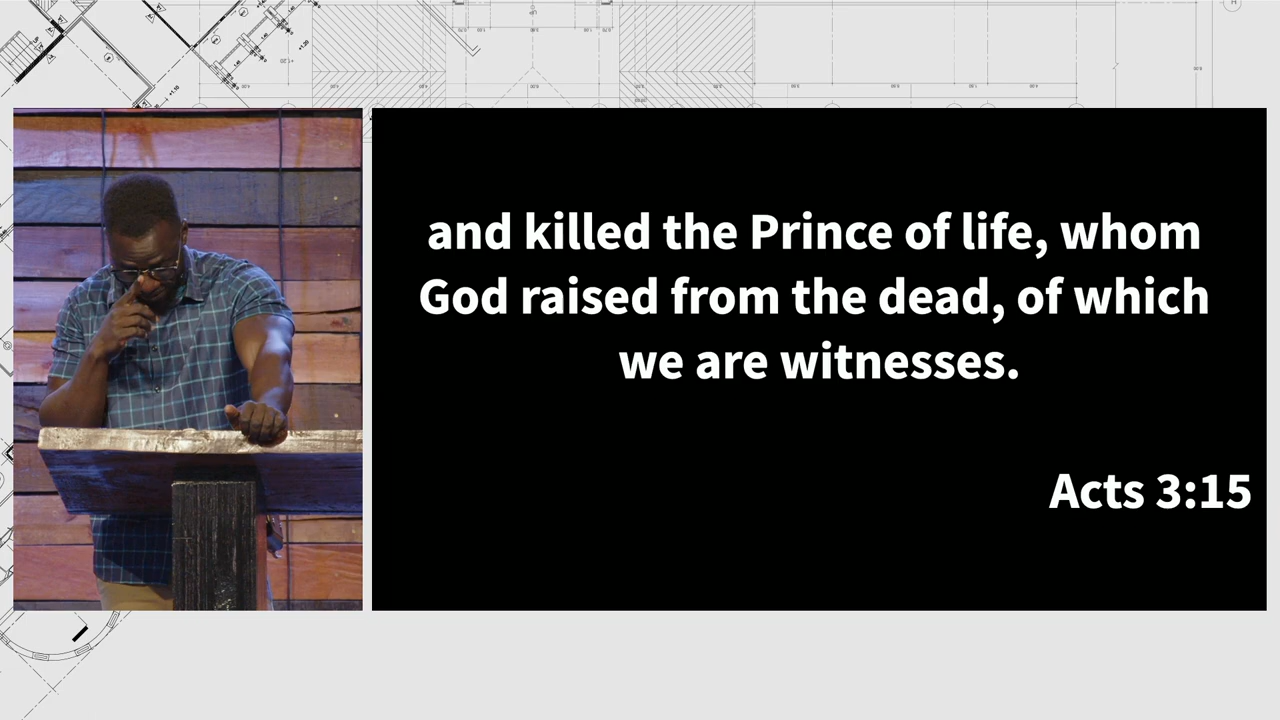 and killed the Prince of life, whom
God raised from the dead, of which
we are witnesses.
Acts 3:15